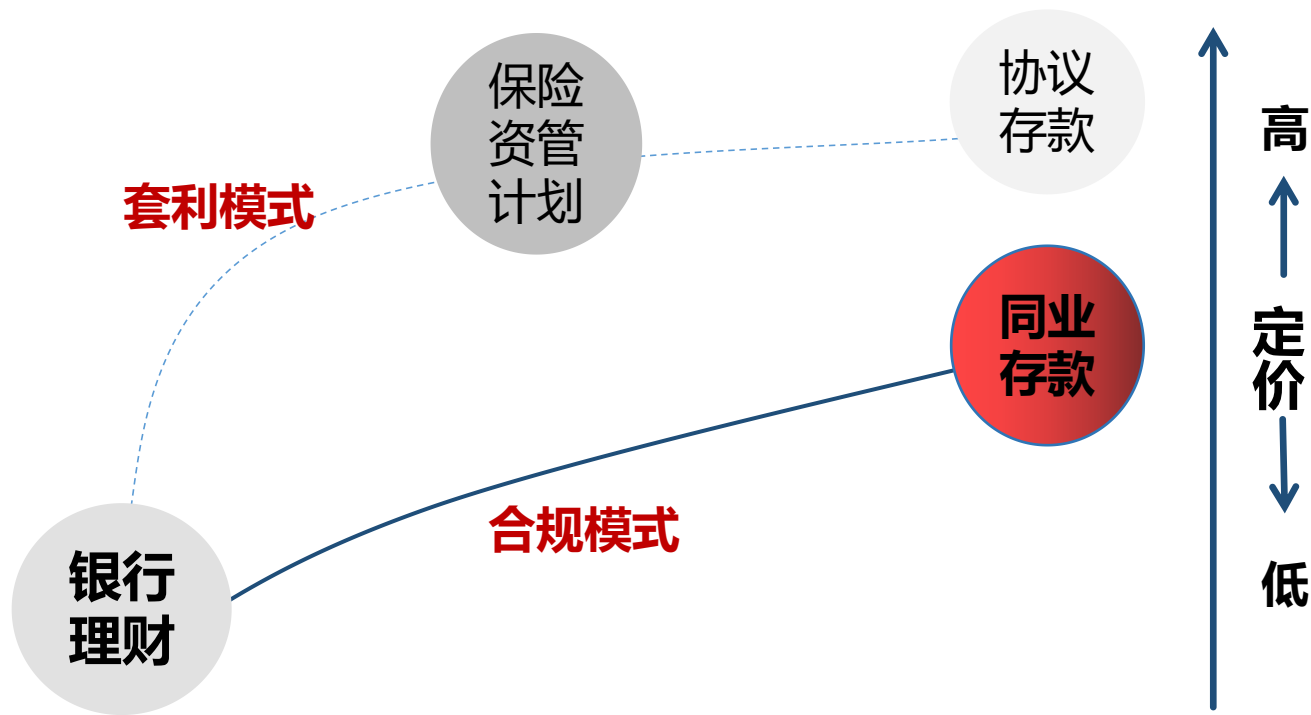 保险
资管
计划
协议
存款
高
套利模式
同业
存款
定
价
合规模式
低
银行
理财